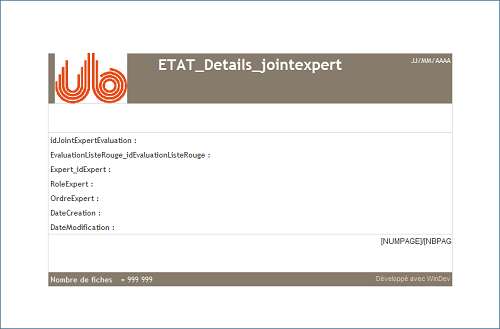 ETAT_Details_jointexpert
JJ/MM/AAAA
idJointExpertEvaluation :
EvaluationListeRouge_idEvaluationListeRouge :
Expert_idExpert :
RoleExpert :
OrdreExpert :
DateCreation :
DateModification :
[NUMPAGE]/[NBPAG
Nombre de fiches = 999 999
Développé avec WinDev